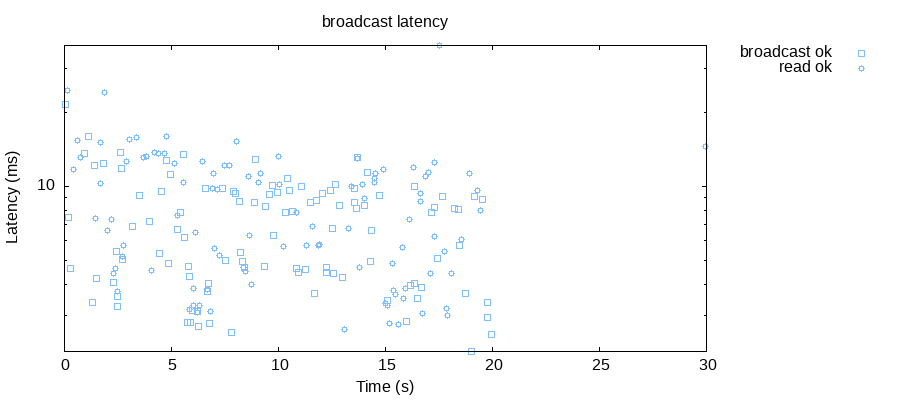 broadcast latency
broadcast ok
read ok
Latency (ms)
10
0 5 10 15 20 25 30
Time (s)